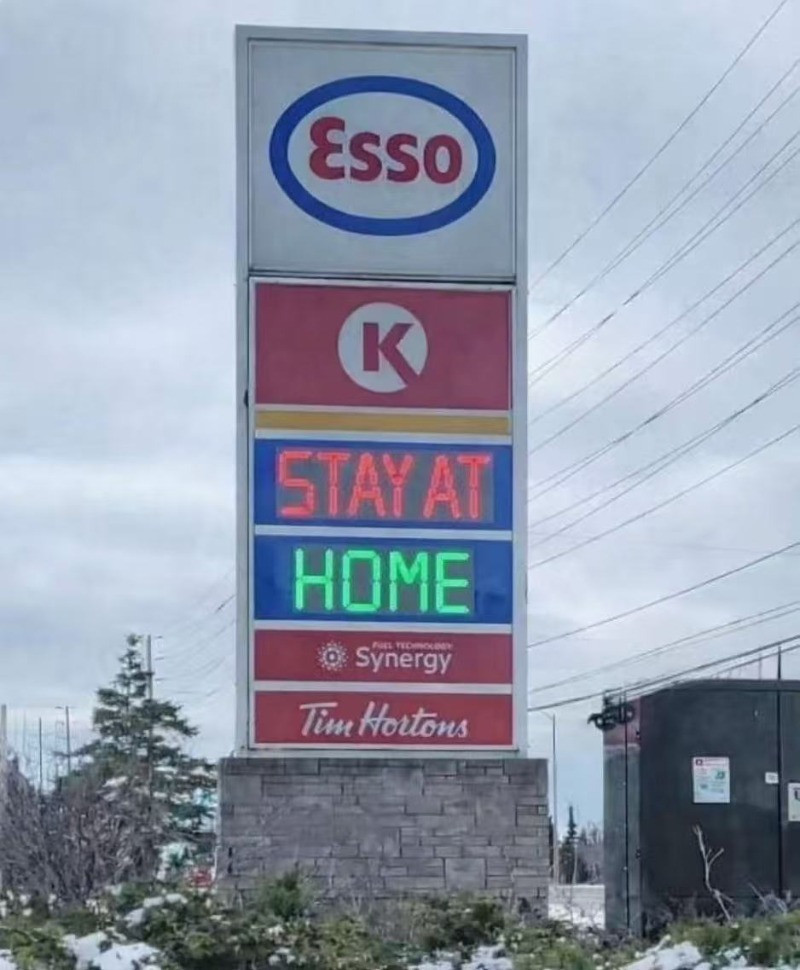 Esso
K
STAY AT
HOME
FUEL TECHNOLOGY
Synergy
Tim Hortons